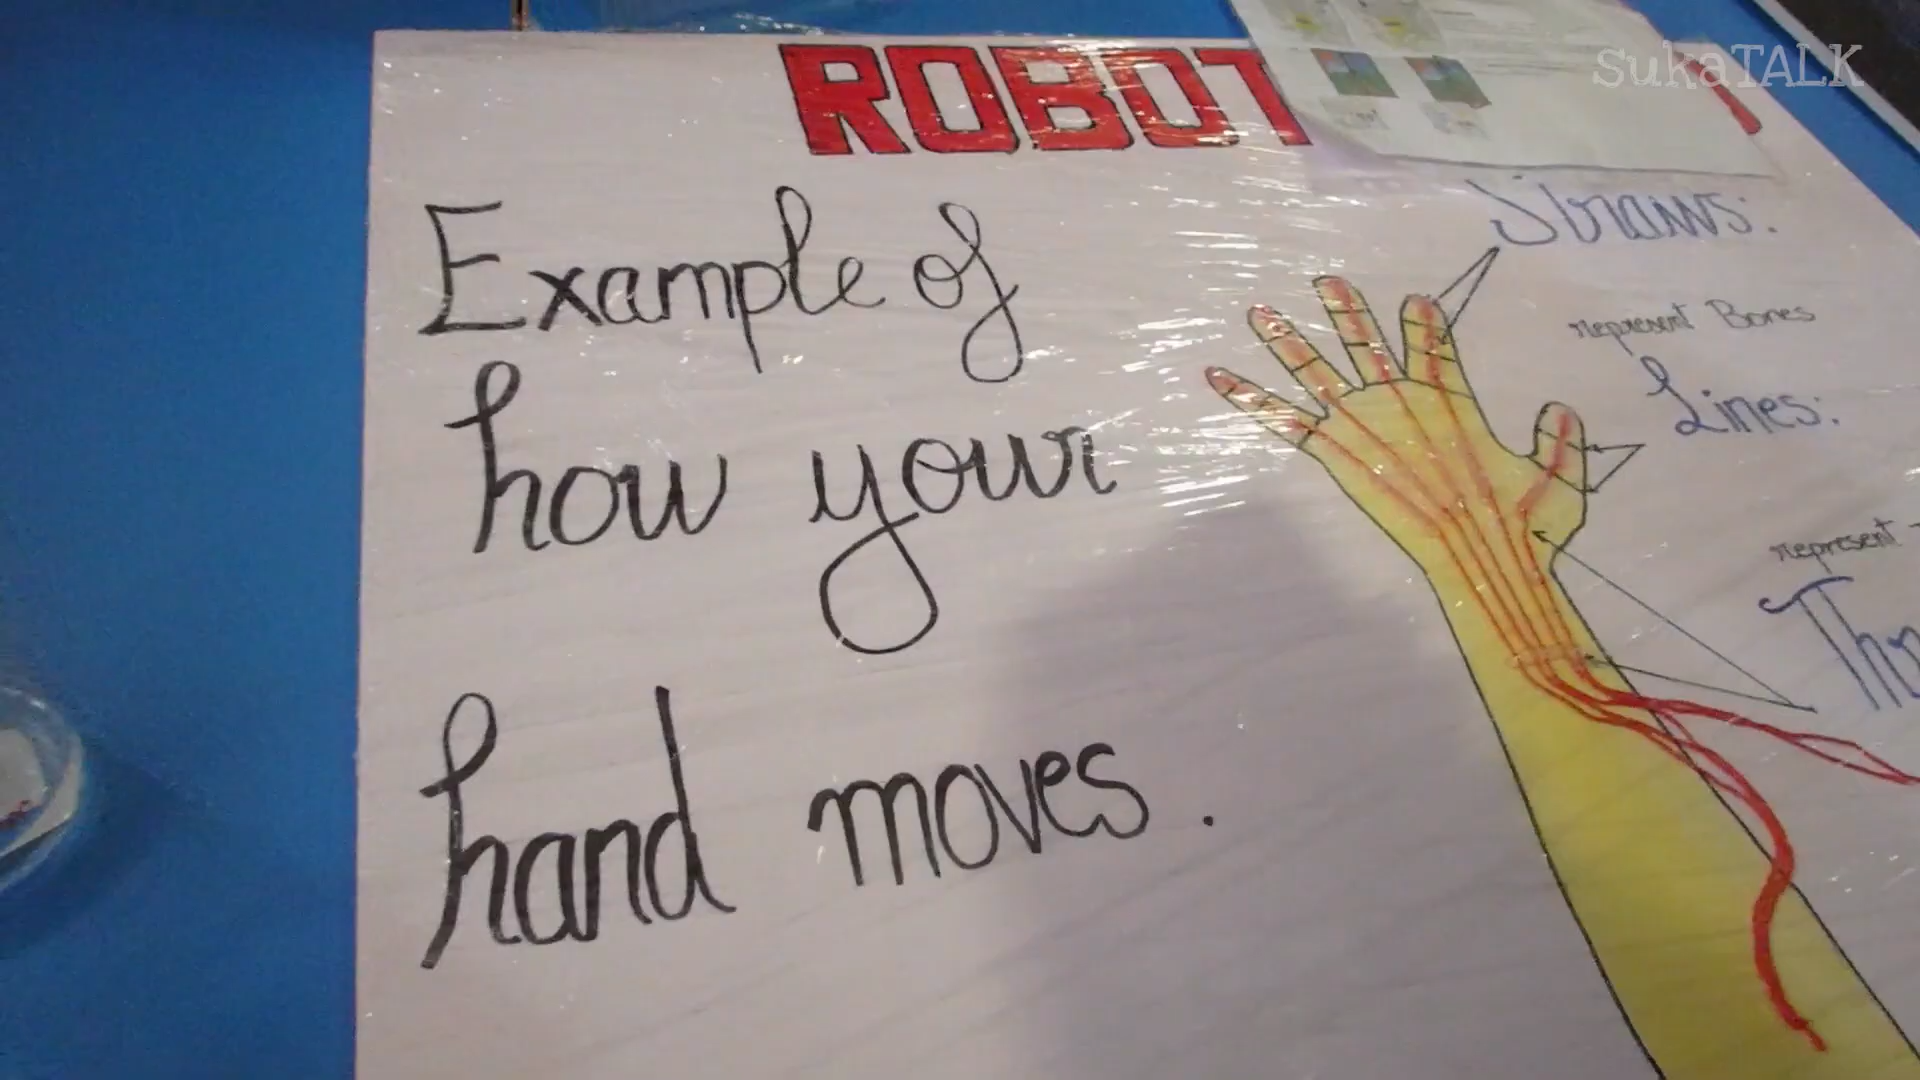 sukaTALK
ROBOT
Example of
how your
hand moves.
Straws:
represent Bones
Lines:
represent